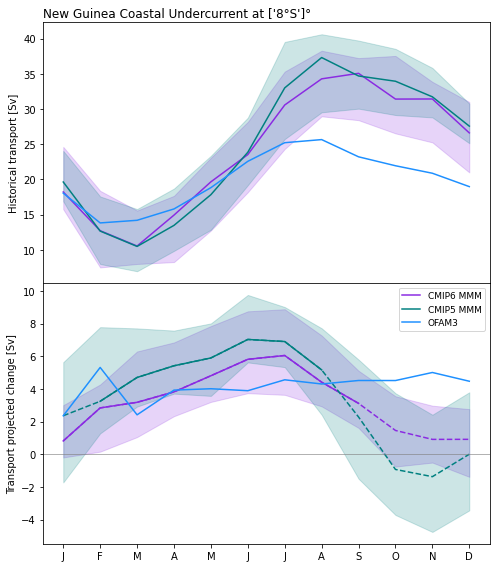 New Guinea Coastal Undercurrent at ['8°S']°
Historical transport [Sv]
40
35
30
25
20
15
10
Transport projected change [Sv]
10
8
6
4
2
0
−2
−4
CMIP6 MMM
CMIP5 MMM
OFAM3
J F M A M J J A S O N D